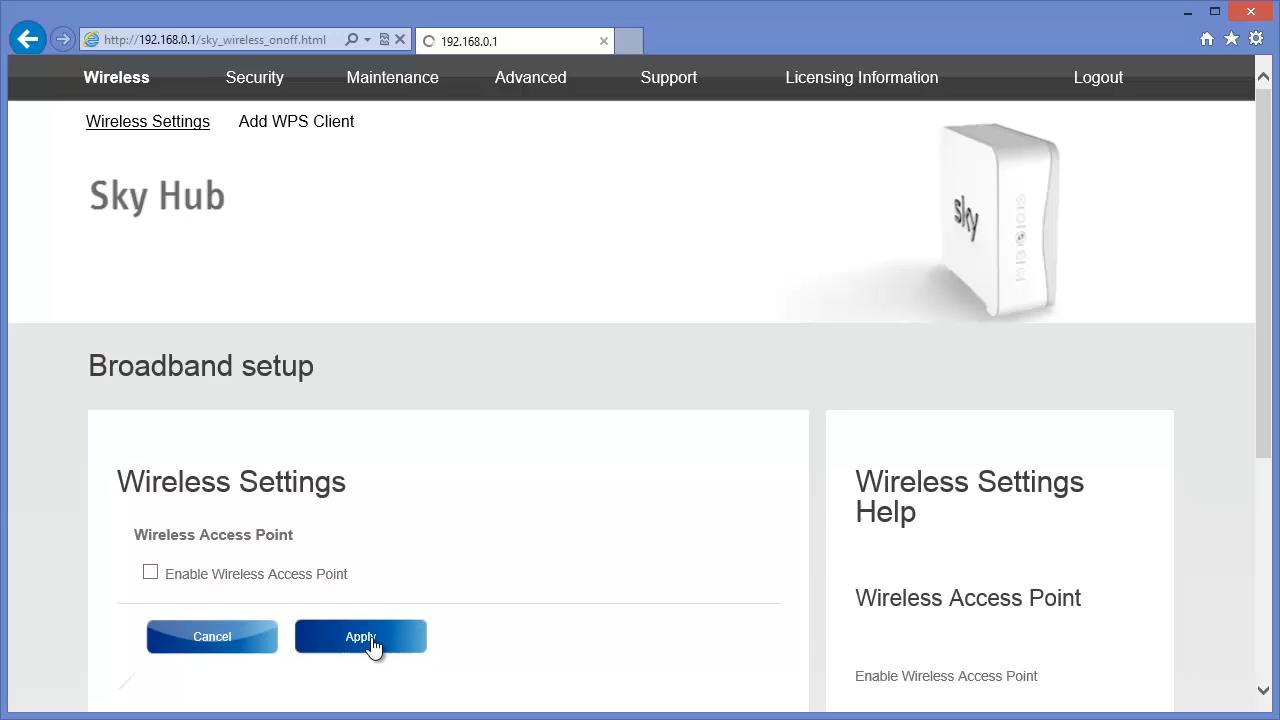 http://192.168.0.1/sky_wireless_onoff.html
192.168.0.1
Wireless Security Maintenance Advanced Support Licensing Information Logout
Wireless Settings Add WPS Client
Sky Hub
sky
Broadband setup
Wireless Settings
Wireless Access Point
Enable Wireless Access Point
Cancel Apply
Wireless Settings
Help
Wireless Access Point
Enable Wireless Access Point